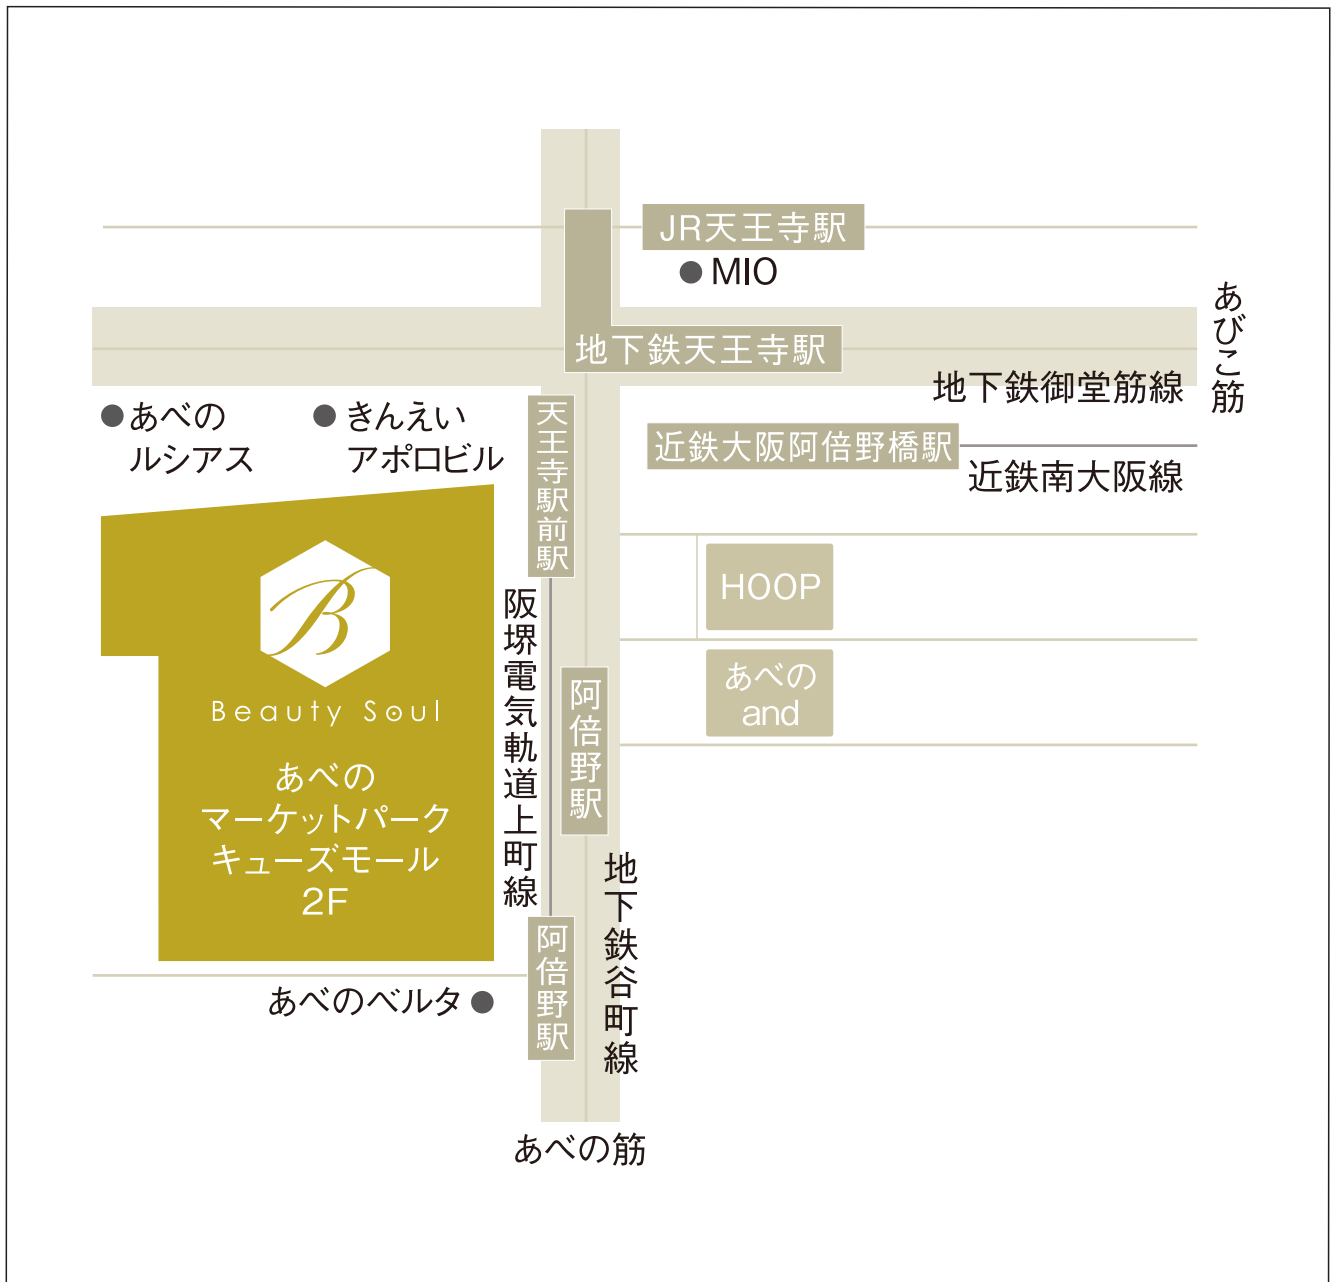 JR天王寺駅
MIO
あびこ筋
地下鉄天王寺駅
地下鉄御堂筋線
あべの
ルシアス
きんえい
アポロビル
天王寺駅前駅
近鉄大阪阿倍野橋駅
近鉄南大阪線
B
Beauty Soul
あべの
マーケットパーク
キューズモール
2F
阪堺電気軌道上町線
HOOP
阿倍野駅
あべの
and
地下鉄谷町線
阿倍野駅
あべのベルタ
あべの筋